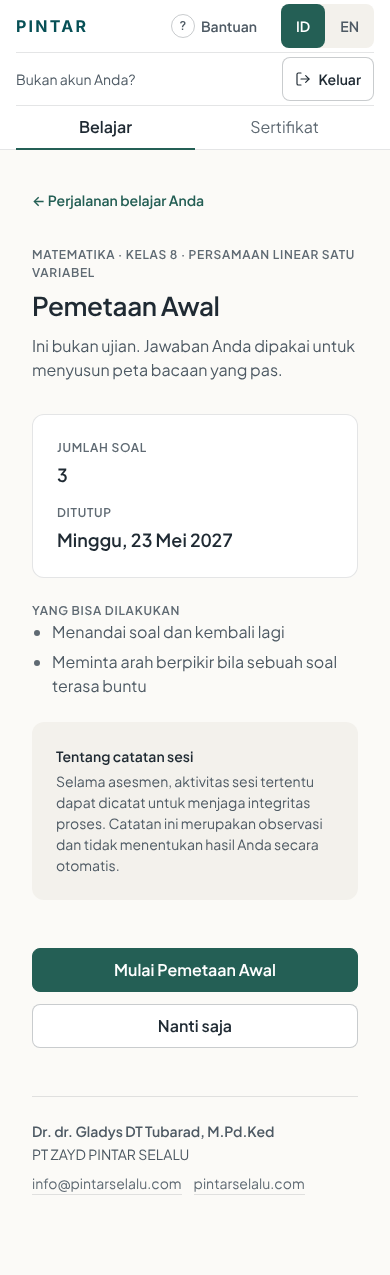 PINTAR
? Bantuan
ID EN
Bukan akun Anda?
Keluar
Belajar Sertifikat
← Perjalanan belajar Anda
MATEMATIKA · KELAS 8 · PERSAMAAN LINEAR SATU
VARIABEL
Pemetaan Awal
Ini bukan ujian. Jawaban Anda dipakai untuk
menyusun peta bacaan yang pas.
JUMLAH SOAL
3
DITUTUP
Minggu, 23 Mei 2027
YANG BISA DILAKUKAN
• Menandai soal dan kembali lagi
• Meminta arah berpikir bila sebuah soal
terasa buntu
Tentang catatan sesi
Selama asesmen, aktivitas sesi tertentu
dapat dicatat untuk menjaga integritas
proses. Catatan ini merupakan observasi
dan tidak menentukan hasil Anda secara
otomatis.
Mulai Pemetaan Awal
Nanti saja
Dr. dr. Gladys DT Tubarad, M.Pd.Ked
PT ZAYD PINTAR SELALU
info@pintarselalu.com pintarselalu.com